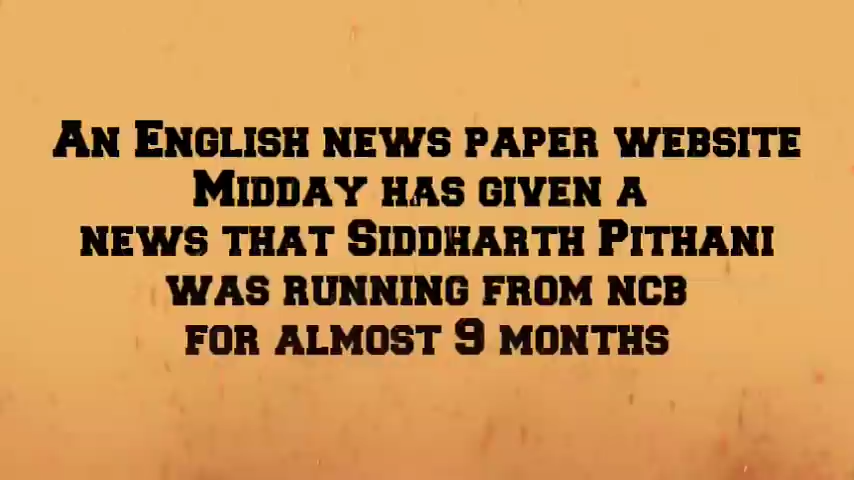 An English news paper website
Midday has given a
news that Siddharth Pithani
was running from ncb
for almost 9 months